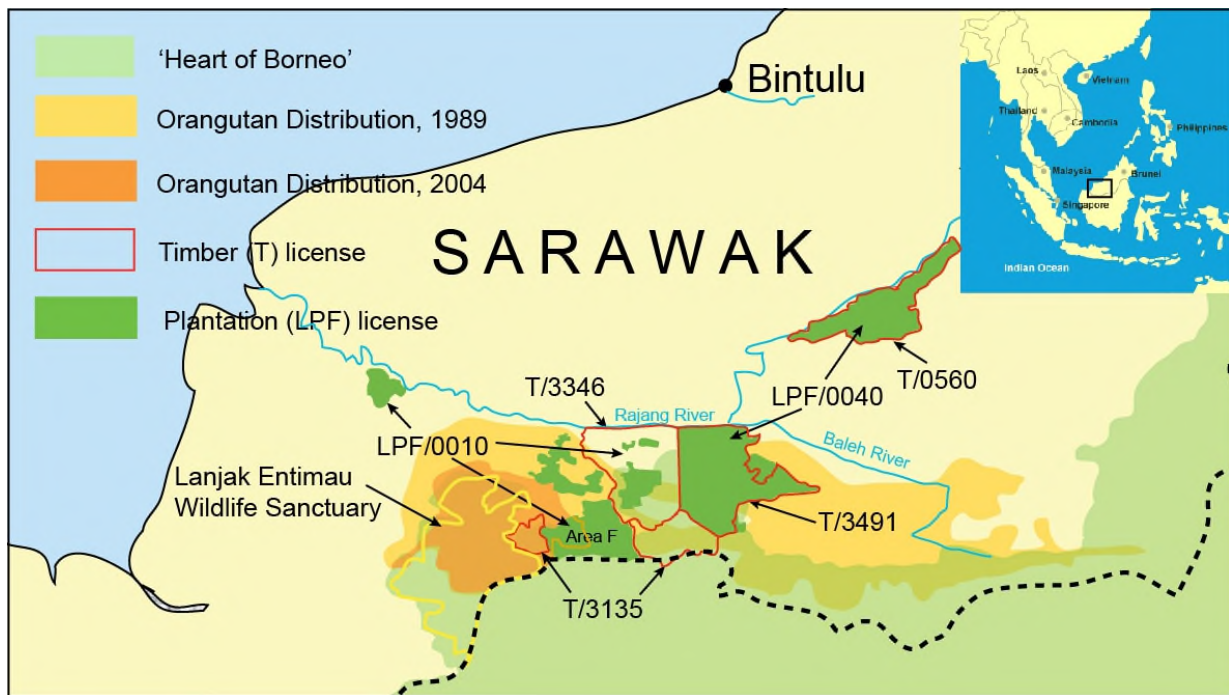 'Heart of Borneo'
Orangutan Distribution, 1989
Orangutan Distribution, 2004
Timber (T) license
Plantation (LPF) license
Bintulu
SARAWAK
Laos
Vietnam
Thailand
Cambodia
Philippines
Malaysia
Brunei
Singapore
Indian Ocean
T/3346
Rajang River
LPF/0040
T/0560
LPF/0010
Baleh River
Lanjak Entimau
Wildlife Sanctuary
T/3491
Area F
T/3135